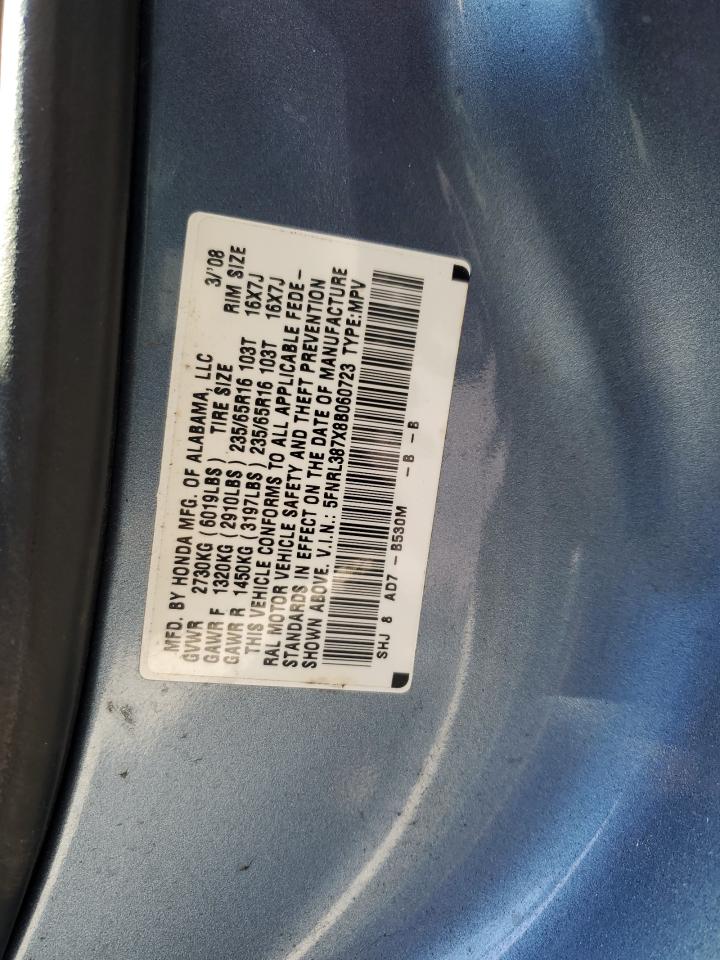 MFD. BY HONDA MFG. OF ALABAMA, LLC 3/'08
GVWR 2730KG (6019LBS) TIRE SIZE RIM SIZE
GAWR F 1320KG (2910LBS) 235/65R16 103T 16X7J
GAWR R 1450KG (3197LBS) 235/65R16 103T 16X7J
THIS VEHICLE CONFORMS TO ALL APPLICABLE FEDE-
RAL MOTOR VEHICLE SAFETY AND THEFT PREVENTION
STANDARDS IN EFFECT ON THE DATE OF MANUFACTURE
SHOWN ABOVE. V.I.N.: 5FNRL387X8B060723 TYPE:MPV
SHJ 8 AD7 - B530M - B - B